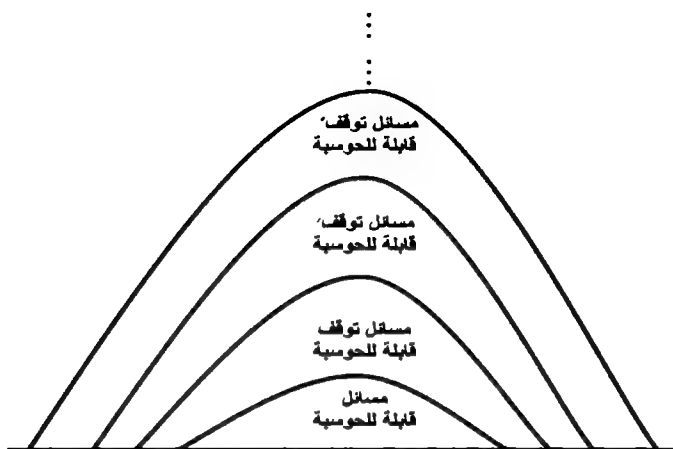 مسائل توقف″
قابلة للحوسبة
مسائل توقف′
قابلة للحوسبة
مسائل توقف
قابلة للحوسبة
مسائل
قابلة للحوسبة